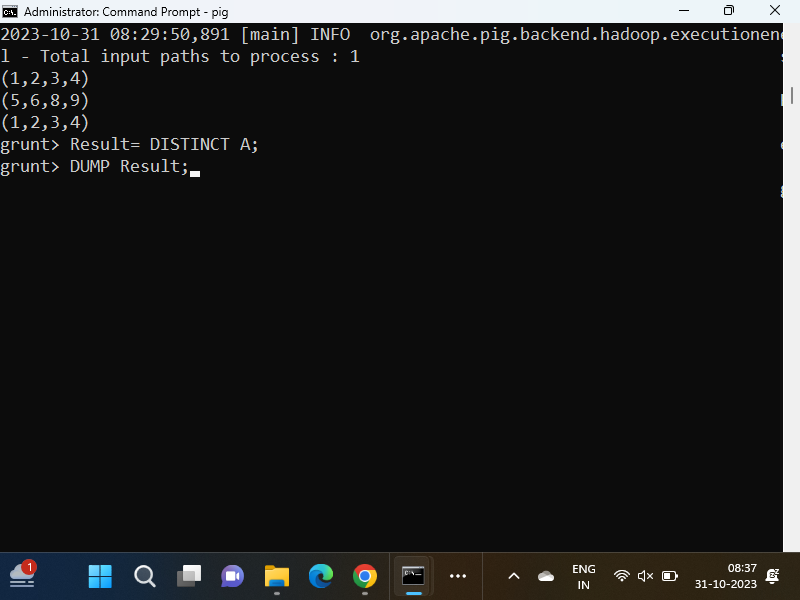 Administrator: Command Prompt - pig
2023-10-31 08:29:50,891 [main] INFO  org.apache.pig.backend.hadoop.executionen
l - Total input paths to process : 1
(1,2,3,4)
(5,6,8,9)
(1,2,3,4)
grunt> Result= DISTINCT A;
grunt> DUMP Result;
1
ENG
IN
08:37
31-10-2023